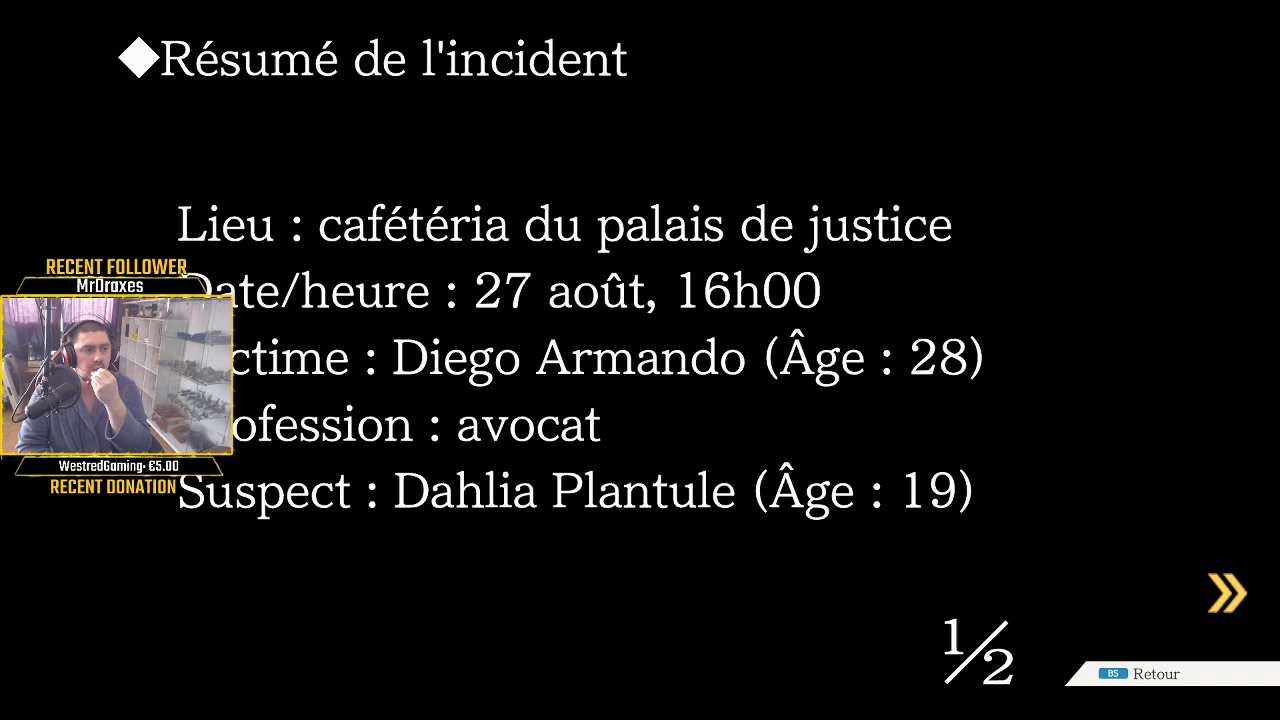 ◆Résumé de l'incident
Lieu : cafétéria du palais de justice
RECENT FOLLOWER
MrDraxes
ate/heure : 27 août, 16h00
ctime : Diego Armando (Âge : 28)
ofession : avocat
WestredGaming• €5.00
RECENT DONATION
Suspect : Dahlia Plantule (Âge : 19)
1/2
BS Retour